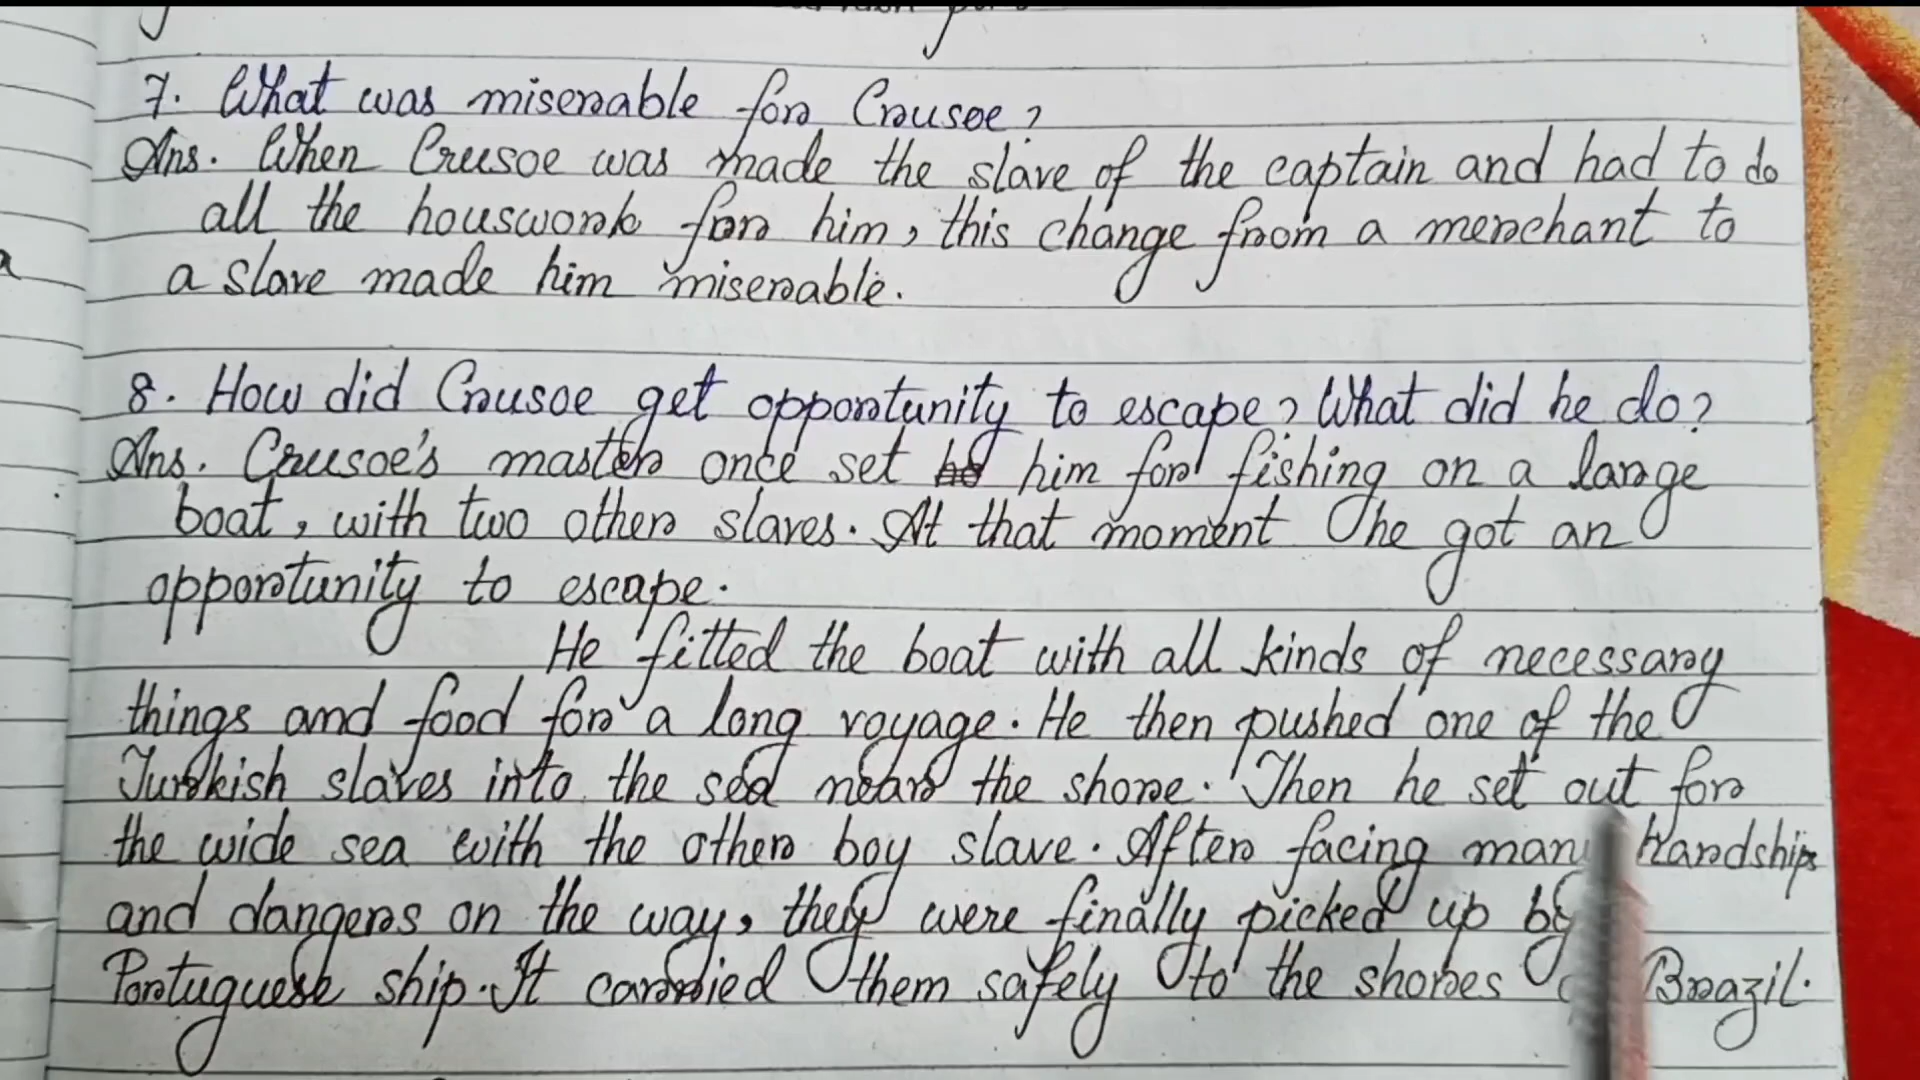 7. What was miserable for Crusoe?
Ans. When Crusoe was made the slave of the captain and had to do
all the houswork for him, this change from a merchant to
a slave made him miserable.
8. How did Crusoe get opportunity to escape? What did he do?
Ans. Crusoe's master once set him for fishing on a large
boat, with two other slaves. At that moment he got an
opportunity to escape.
He fitted the boat with all kinds of necessary
things and food for a long voyage. He then pushed one of the
Turkish slaves into the sea near the shore. Then he set out for
the wide sea with the other boy slave. After facing many hardships
and dangers on the way, they were finally picked up by
Portuguese ship. It carried them safely to the shores Brazil.